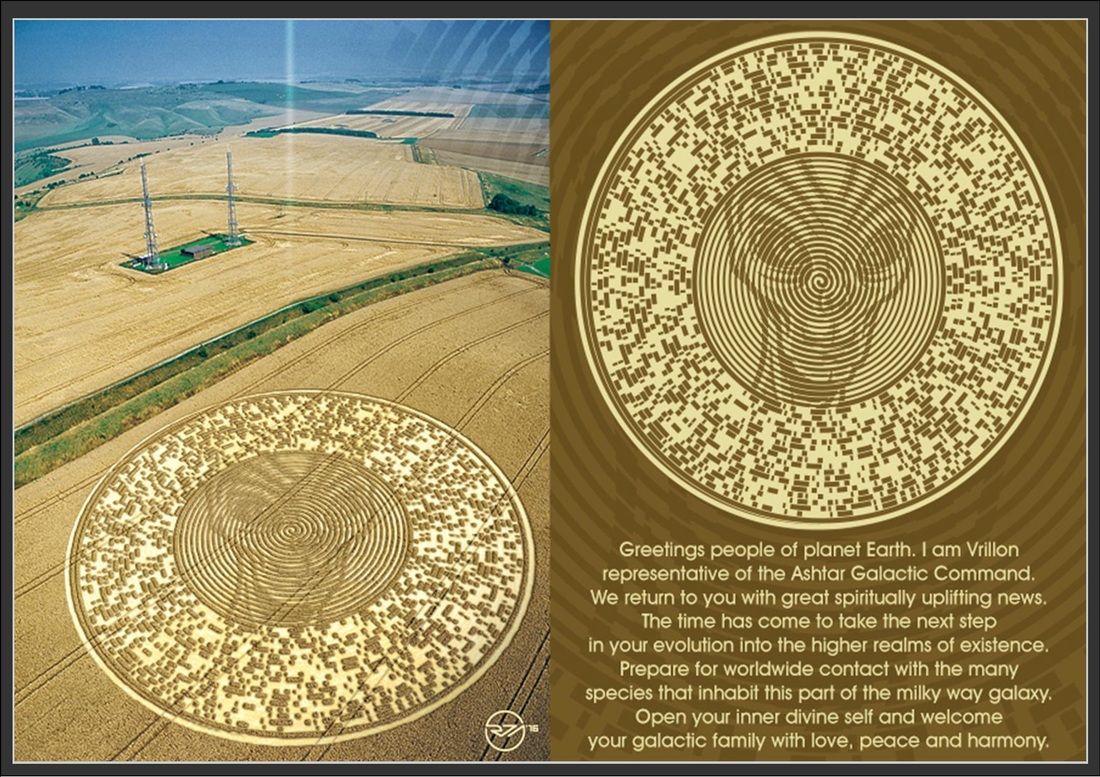 Greetings people of planet Earth. I am Vrillon
representative of the Ashtar Galactic Command.
We return to you with great spiritually uplifting news.
The time has come to take the next step
in your evolution into the higher realms of existence.
Prepare for worldwide contact with the many
species that inhabit this part of the milky way galaxy.
Open your inner divine self and welcome
your galactic family with love, peace and harmony.